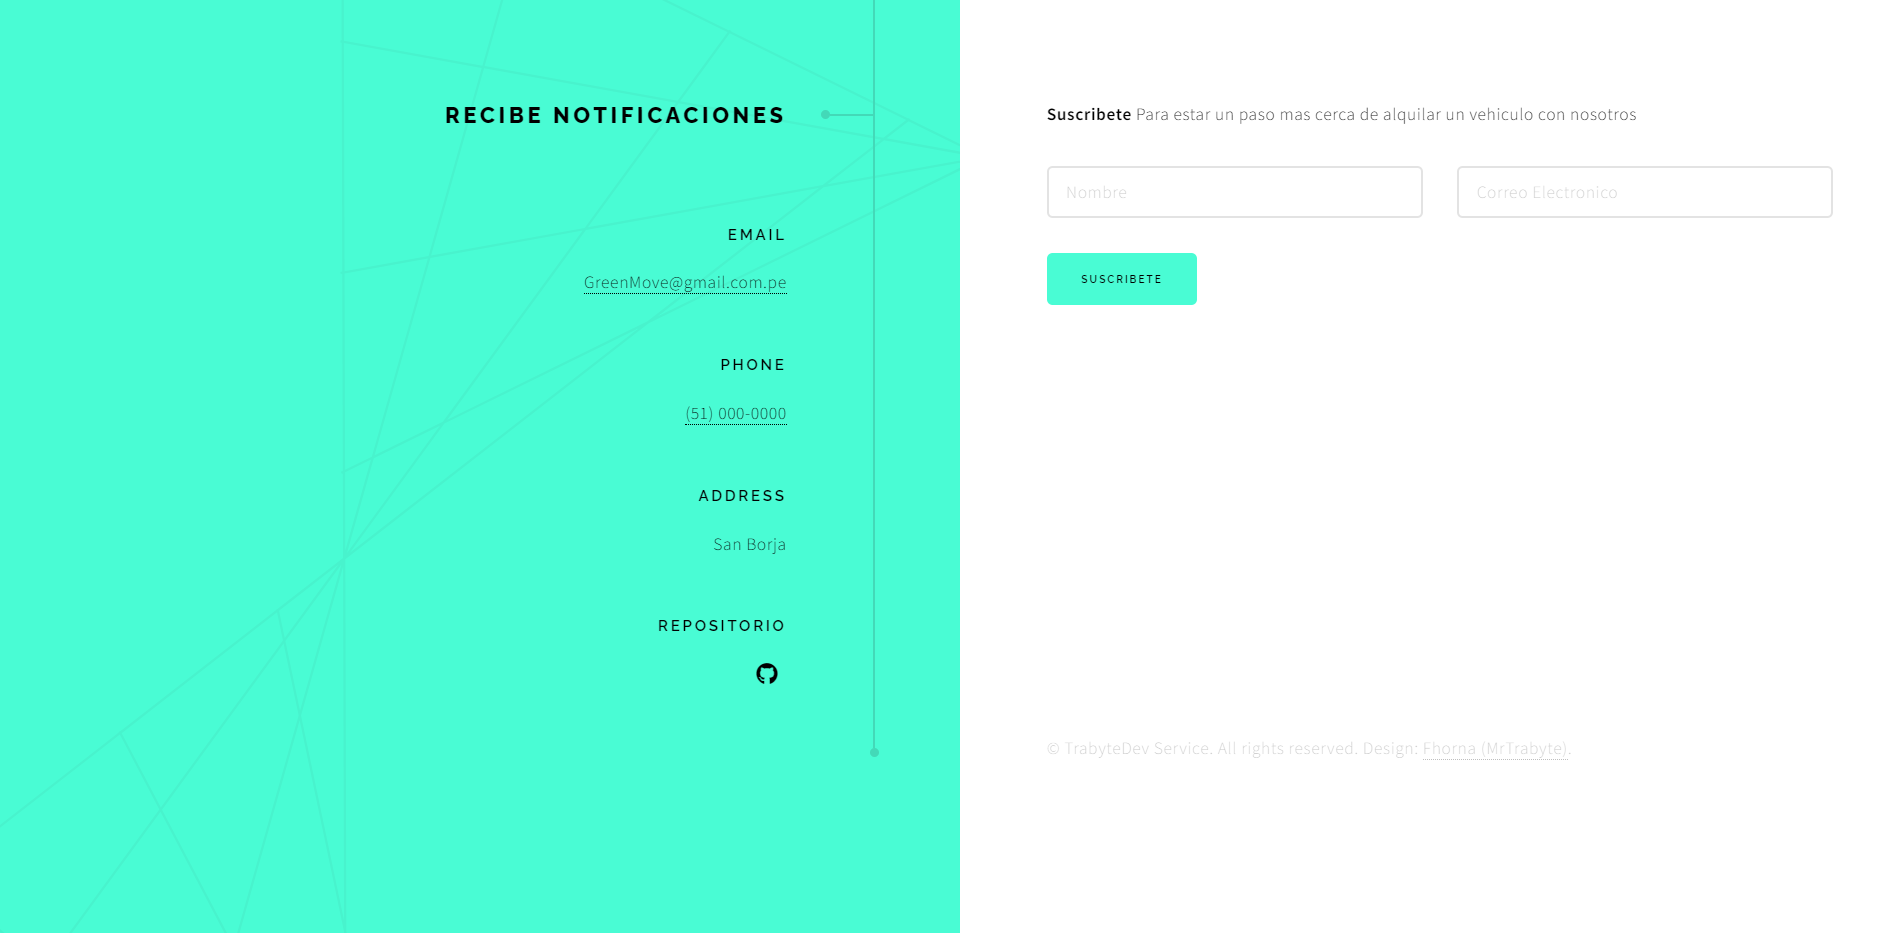 RECIBE NOTIFICACIONES
EMAIL
GreenMove@gmail.com.pe
PHONE
(51) 000-0000
ADDRESS
San Borja
REPOSITORIO
Suscribete Para estar un paso mas cerca de alquilar un vehiculo con nosotros
Nombre
Correo Electronico
SUSCRIBETE
© TrabyteDev Service. All rights reserved. Design: Fhorna (MrTrabyte).